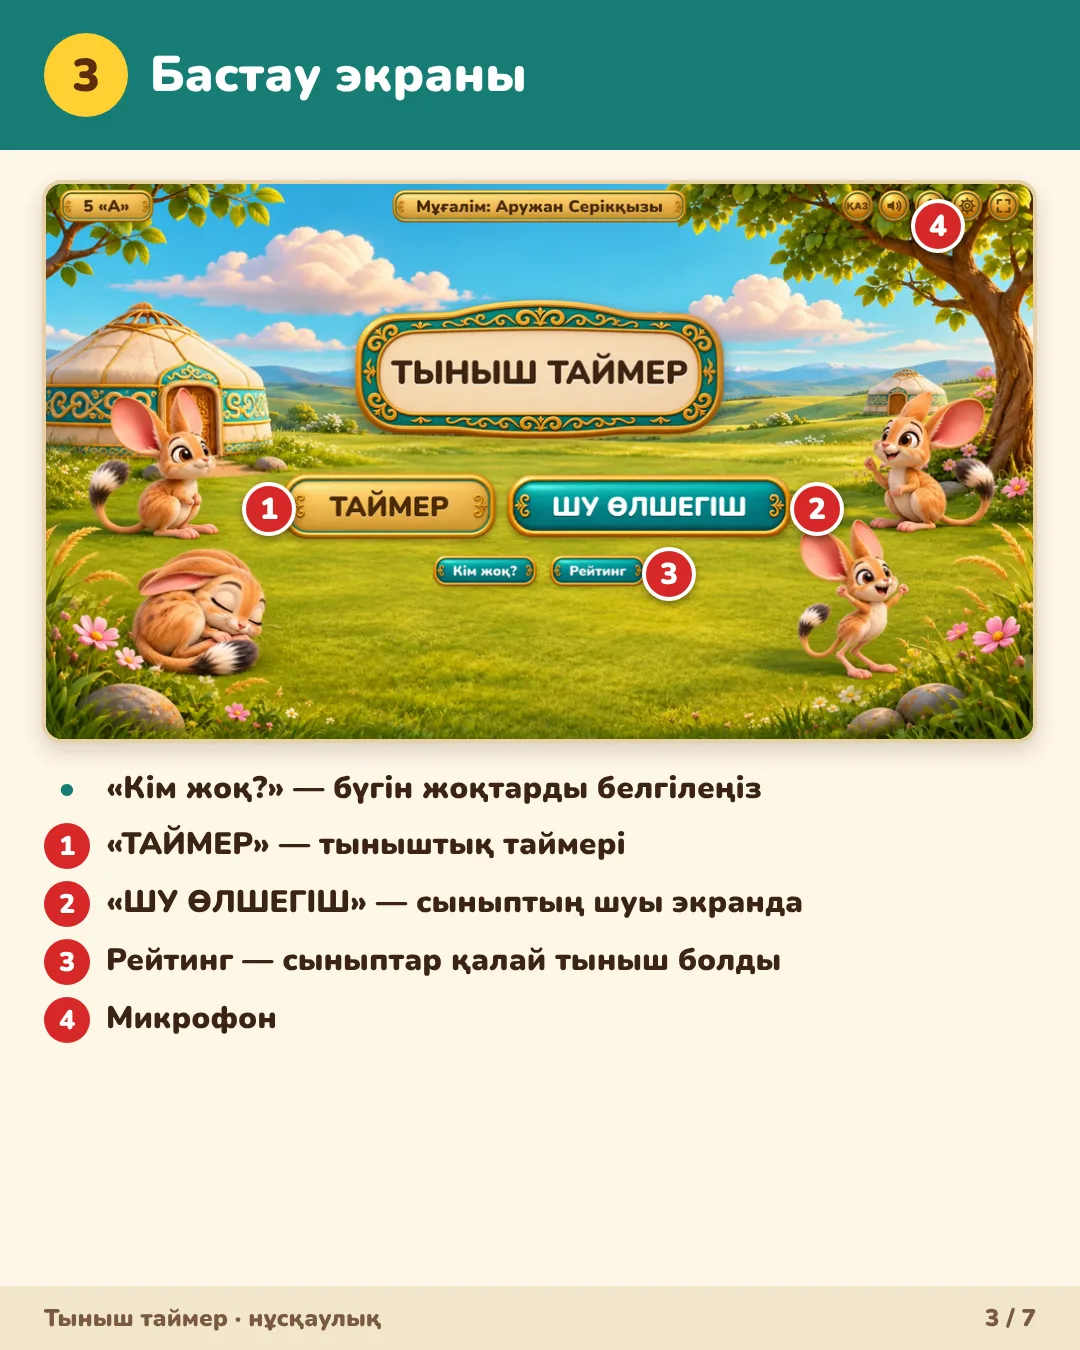 3 Бастау экраны
5 «А»
Мұғалім: Аружан Серікқызы
ҚАЗ
4
ТЫНЫШ ТАЙМЕР
1 ТАЙМЕР
ШУ ӨЛШЕГІШ 2
Кім жоқ?
Рейтинг 3
• «Кім жоқ?» — бүгін жоқтарды белгілеңіз
1 «ТАЙМЕР» — тыныштық таймері
2 «ШУ ӨЛШЕГІШ» — сыныптың шуы экранда
3 Рейтинг — сыныптар қалай тыныш болды
4 Микрофон
Тыныш таймер · нұсқаулық
3 / 7